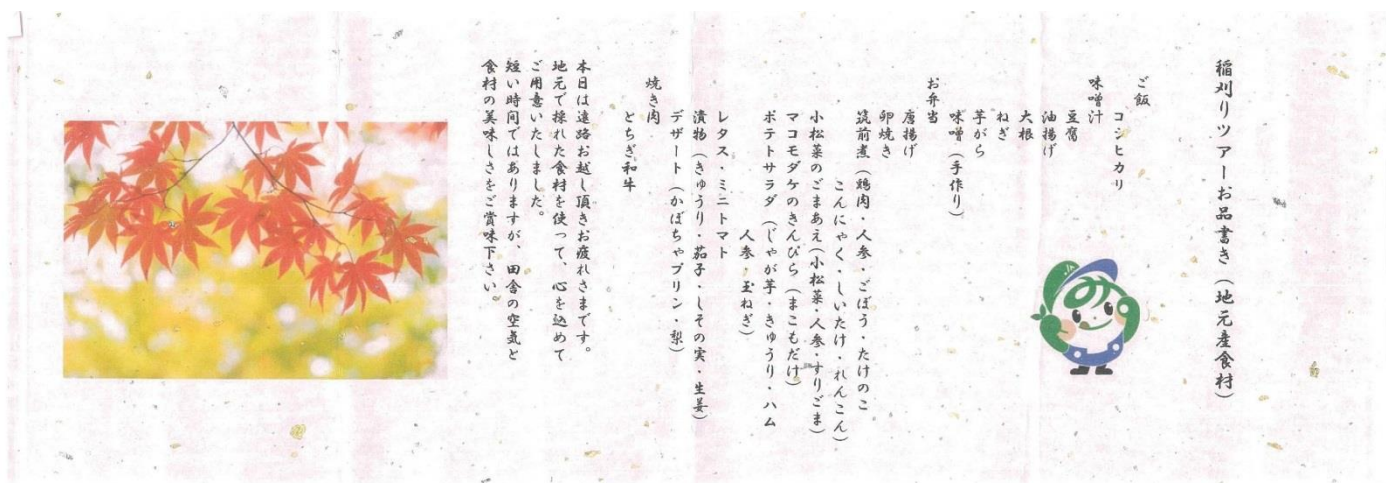 稲刈りツアーお品書き(地元産食材)
ご飯
コシヒカリ
味噌汁
豆腐
油揚げ
大根
ねぎ
芋がら
味噌(手作り)
お弁当
唐揚げ
卵焼き
筑前煮(鶏肉・人参・ごぼう・たけのこ
こんにゃく・しいたけ・れんこん)
小松菜のごまあえ(小松菜・人参・すりごま)
マコモダケのきんぴら(まこもだけ)
ポテトサラダ(じゃが芋・きゅうり・ハム
人参・玉ねぎ)
レタス・ミニトマト
漬物(きゅうり・茄子・しその実・生姜)
デザート(かぼちゃプリン・梨)
焼き肉
とちぎ和牛
本日は遠路お越し頂きお疲れさまです。
地元で採れた食材を使って、心を込めて
ご用意いたしました。
短い時間ではありますが、田舎の空気と
食材の美味しさをご賞味下さい。